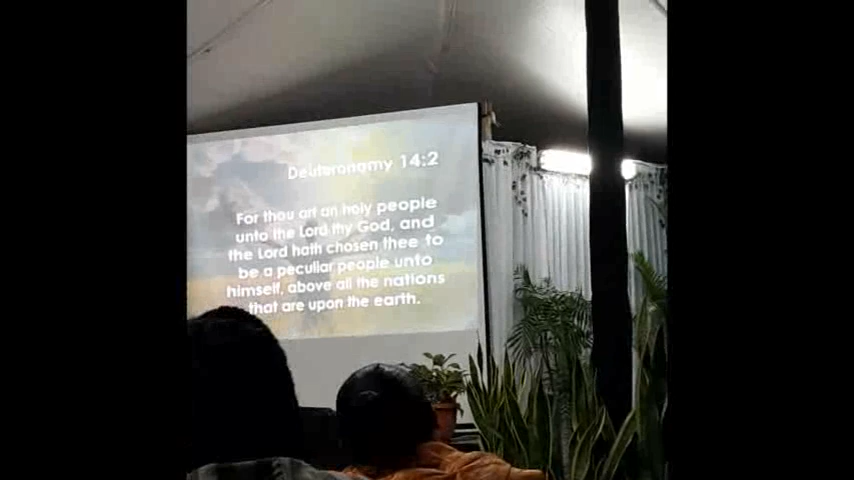 Deuteronomy 14:2
For thou art an holy people
unto the Lord thy God, and
the Lord hath chosen thee to
be a peculiar people unto
himself, above all the nations
that are upon the earth.